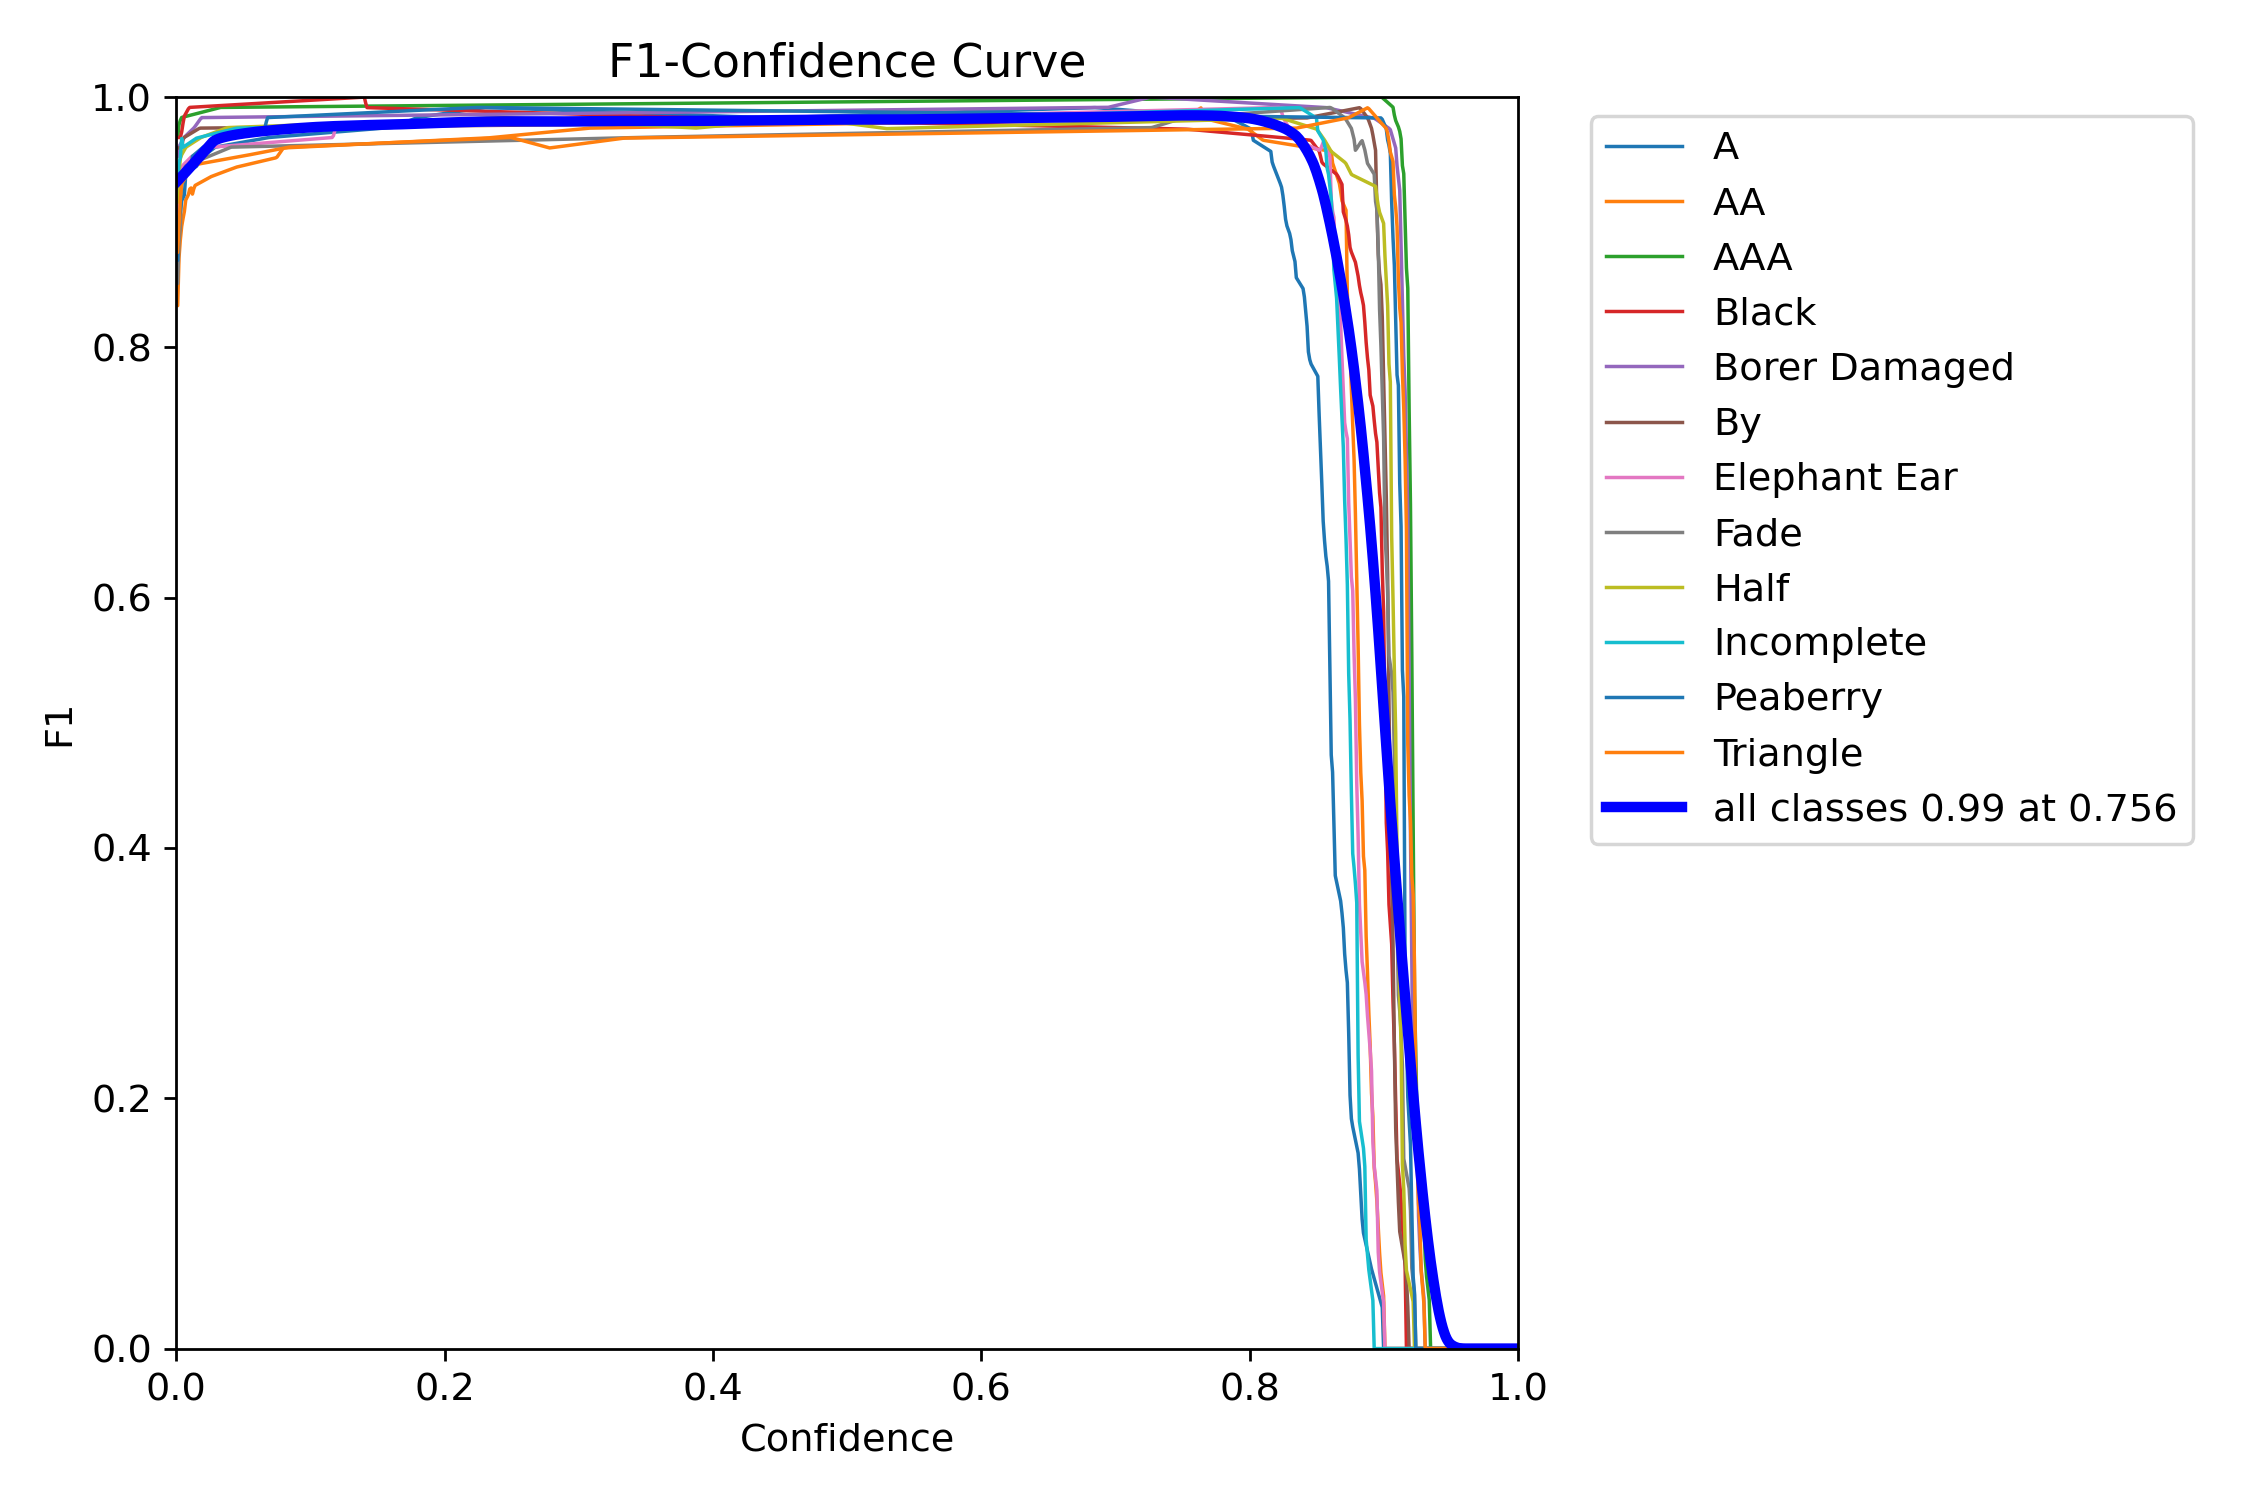 F1-Confidence Curve
1.0
0.8
0.6
0.4
0.2
0.0
F1
0.0 0.2 0.4 0.6 0.8 1.0
Confidence
A
AA
AAA
Black
Borer Damaged
By
Elephant Ear
Fade
Half
Incomplete
Peaberry
Triangle
all classes 0.99 at 0.756